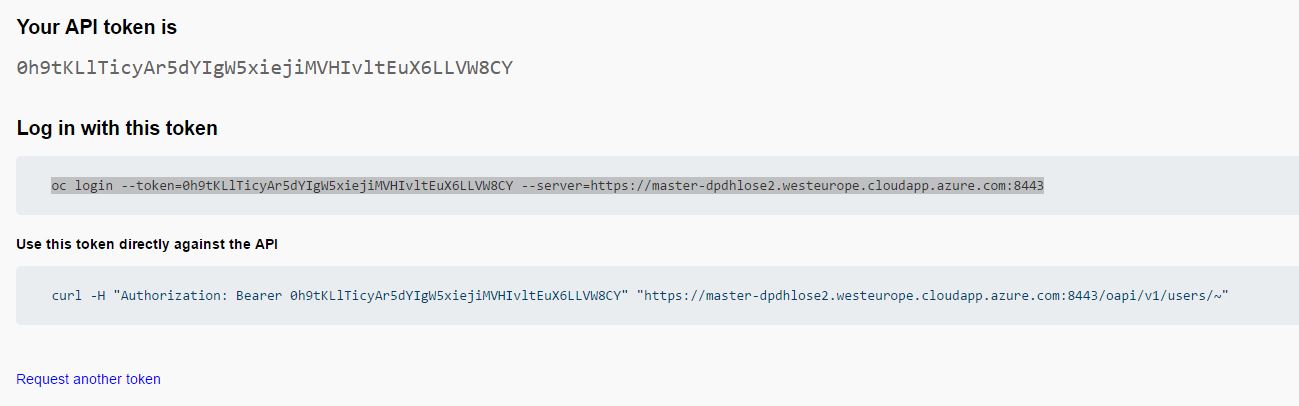 Your API token is
0h9tKLlTicyAr5dYIgW5xiejiMVHIvltEuX6LLVW8CY
Log in with this token
oc login --token=0h9tKLlTicyAr5dYIgW5xiejiMVHIvltEuX6LLVW8CY --server=https://master-dpdhlose2.westeurope.cloudapp.azure.com:8443
Use this token directly against the API
curl -H "Authorization: Bearer 0h9tKLlTicyAr5dYIgW5xiejiMVHIvltEuX6LLVW8CY" "https://master-dpdhlose2.westeurope.cloudapp.azure.com:8443/oapi/v1/users/~"
Request another token